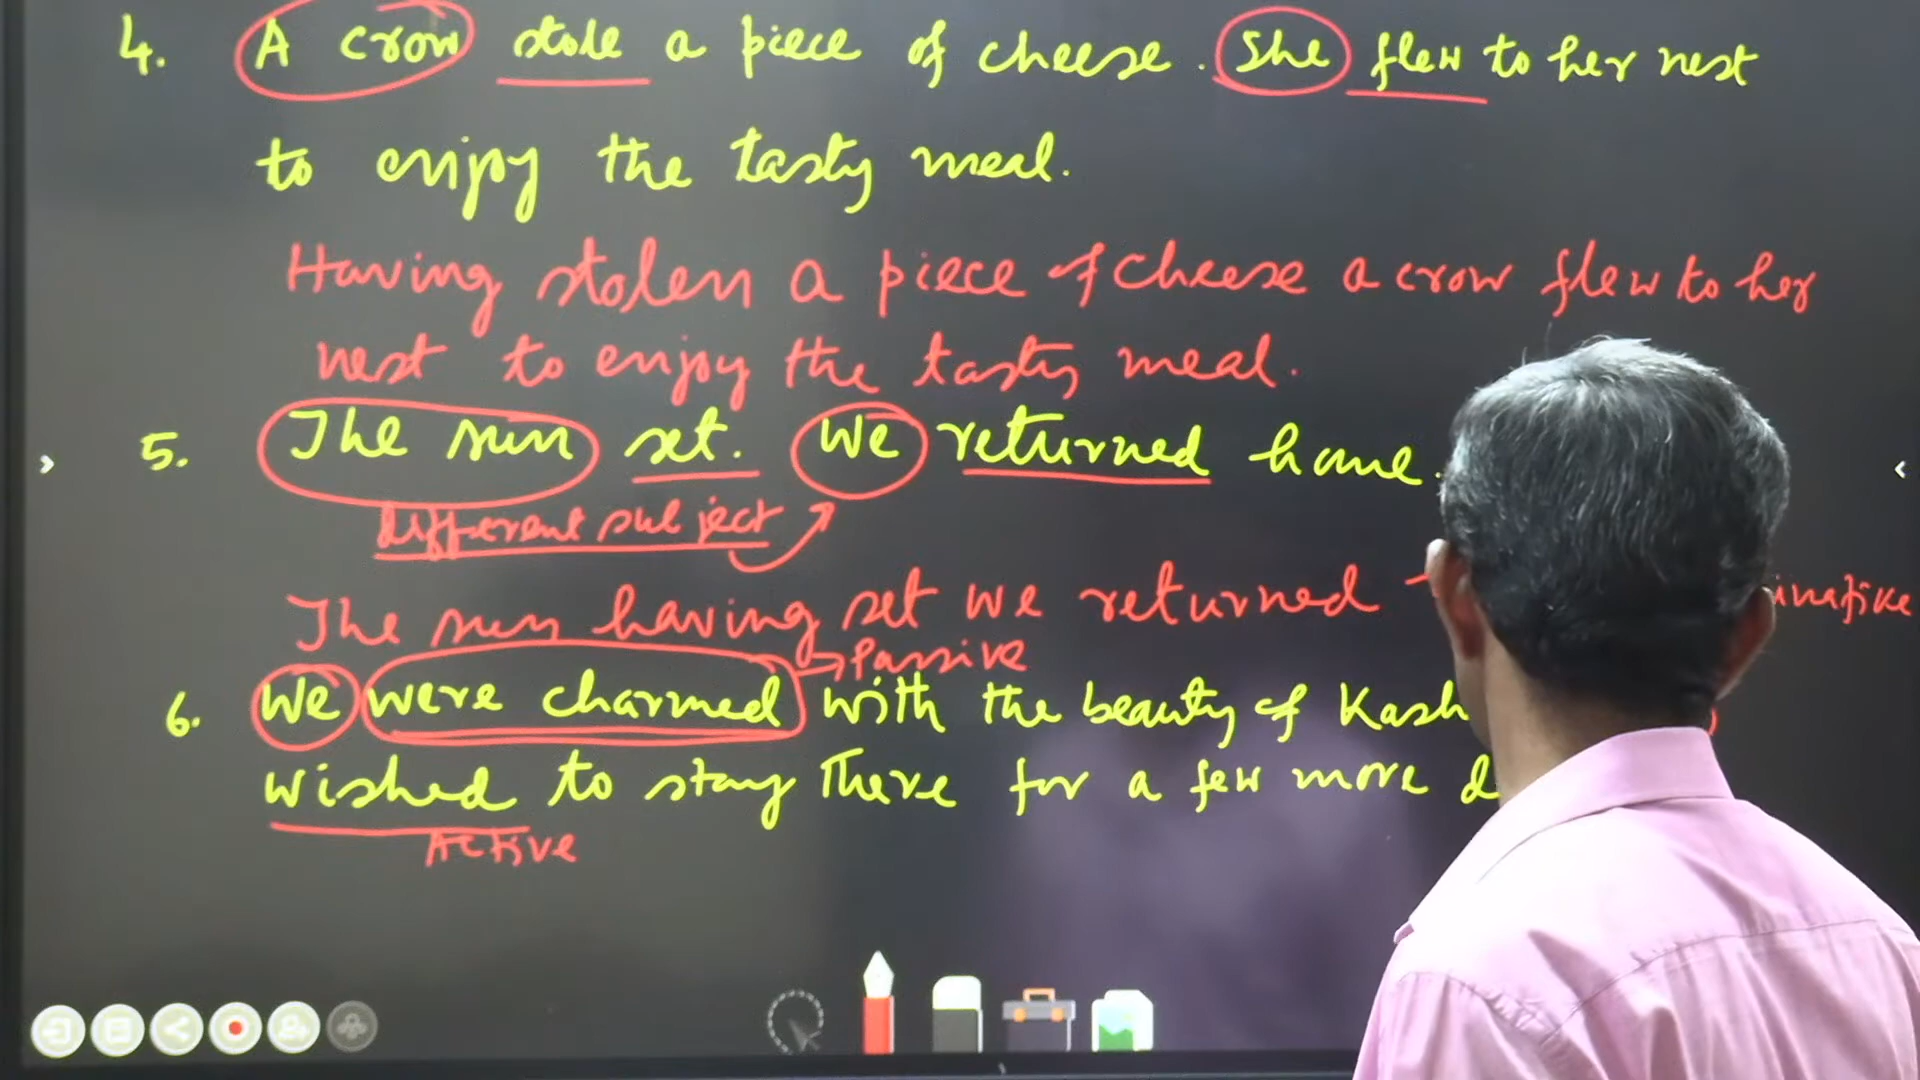 4. A crow stole a piece of cheese. She flew to her nest
to enjoy the tasty meal.
Having stolen a piece of cheese a crow flew to her
nest to enjoy the tasty meal.
5. The sun set. We returned home.
different subject
The sun having set we returned
→ Passive
6. We were charmed with the beauty of
wished to stay there for a few more
Active